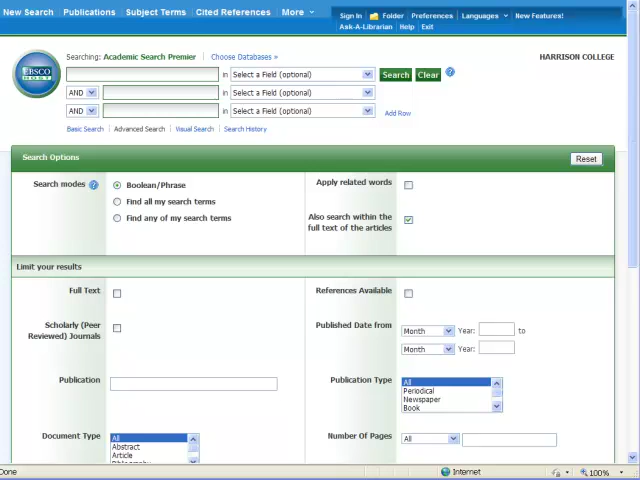 New Search Publications Subject Terms Cited References More
Sign In Folder Preferences Languages New Features!
Ask-A-Librarian Help Exit
Searching: Academic Search Premier Choose Databases »
HARRISON COLLEGE
EBSCO
HOST
in Select a Field (optional) Search Clear ?
AND in Select a Field (optional)
AND in Select a Field (optional) Add Row
Basic Search Advanced Search Visual Search Search History
Search Options Reset
Search modes ? Boolean/Phrase
Find all my search terms
Find any of my search terms
Apply related words
Also search within the
full text of the articles
Limit your results
Full Text
References Available
Scholarly (Peer
Reviewed) Journals
Published Date from
Month Year: to
Month Year:
Publication
Publication Type
All
Periodical
Newspaper
Book
Document Type
All
Abstract
Article
Bibliography
Number Of Pages All
Done Internet 100%